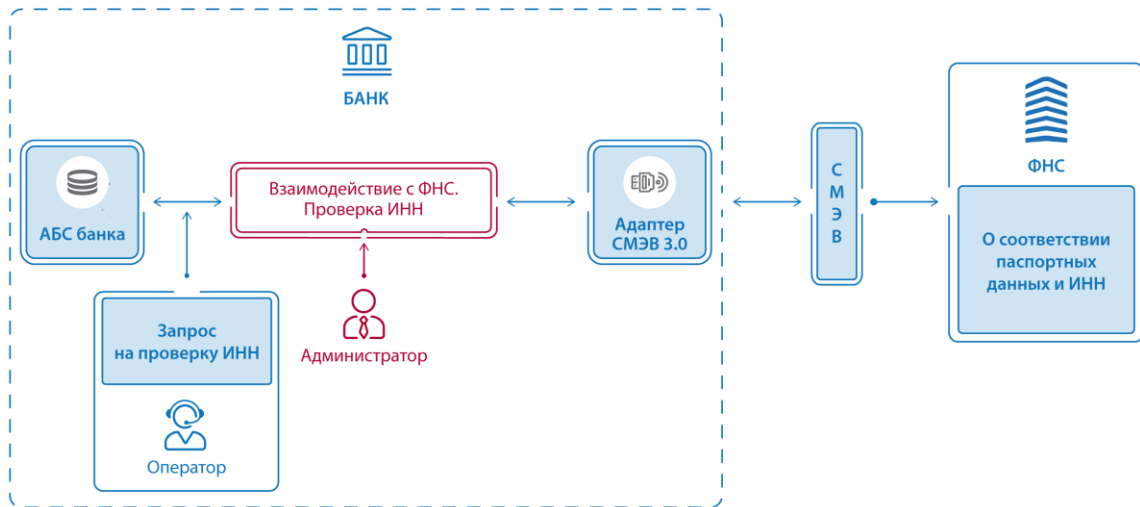 БАНК
АБС банка
Взаимодействие с ФНС.
Проверка ИНН
Адаптер
СМЭВ 3.0
С
М
Э
В
ФНС
О соответствии
паспортных
данных и ИНН
Запрос
на проверку ИНН
Оператор
Администратор